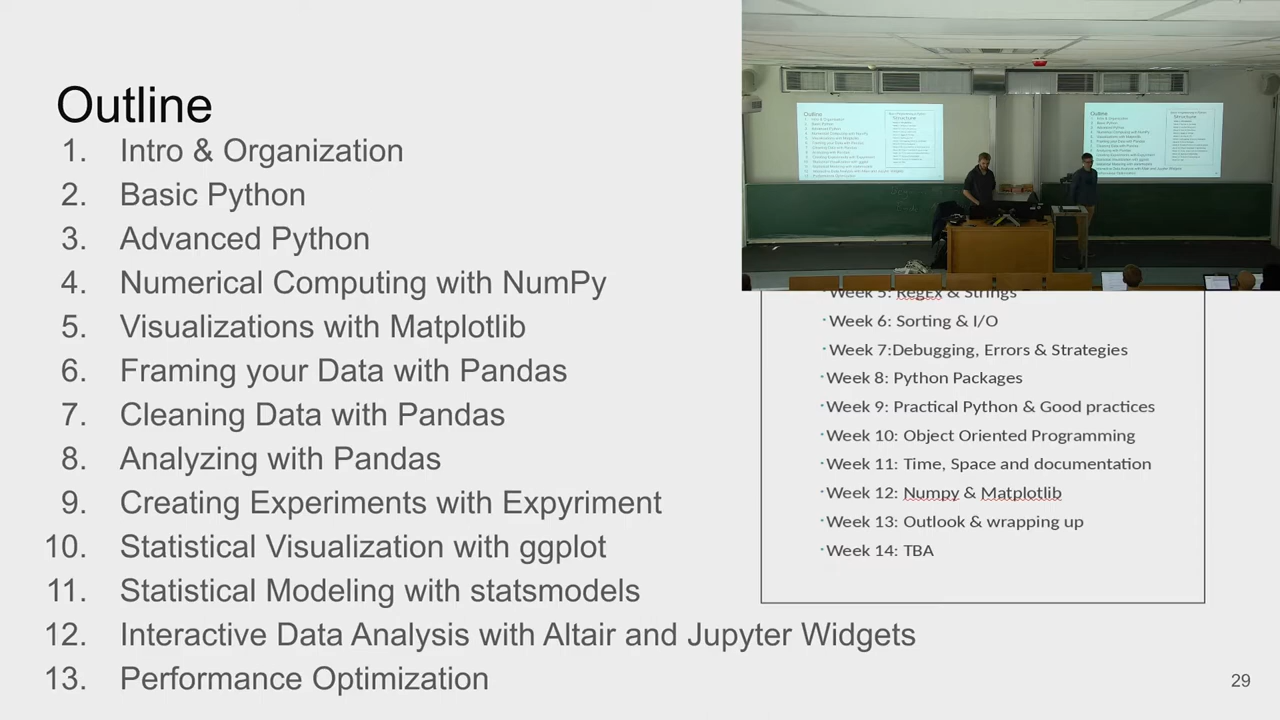 Outline
1. Intro & Organization
2. Basic Python
3. Advanced Python
4. Numerical Computing with NumPy
5. Visualizations with Matplotlib
6. Framing your Data with Pandas
7. Cleaning Data with Pandas
8. Analyzing with Pandas
9. Creating Experiments with Expyriment
10. Statistical Visualization with ggplot
11. Statistical Modeling with statsmodels
12. Interactive Data Analysis with Altair and Jupyter Widgets
13. Performance Optimization
Week 5: RegEx & Strings
Week 6: Sorting & I/O
Week 7:Debugging, Errors & Strategies
Week 8: Python Packages
Week 9: Practical Python & Good practices
Week 10: Object Oriented Programming
Week 11: Time, Space and documentation
Week 12: Numpy & Matplotlib
Week 13: Outlook & wrapping up
Week 14: TBA
29
Outline
Structure
Outline
Structure